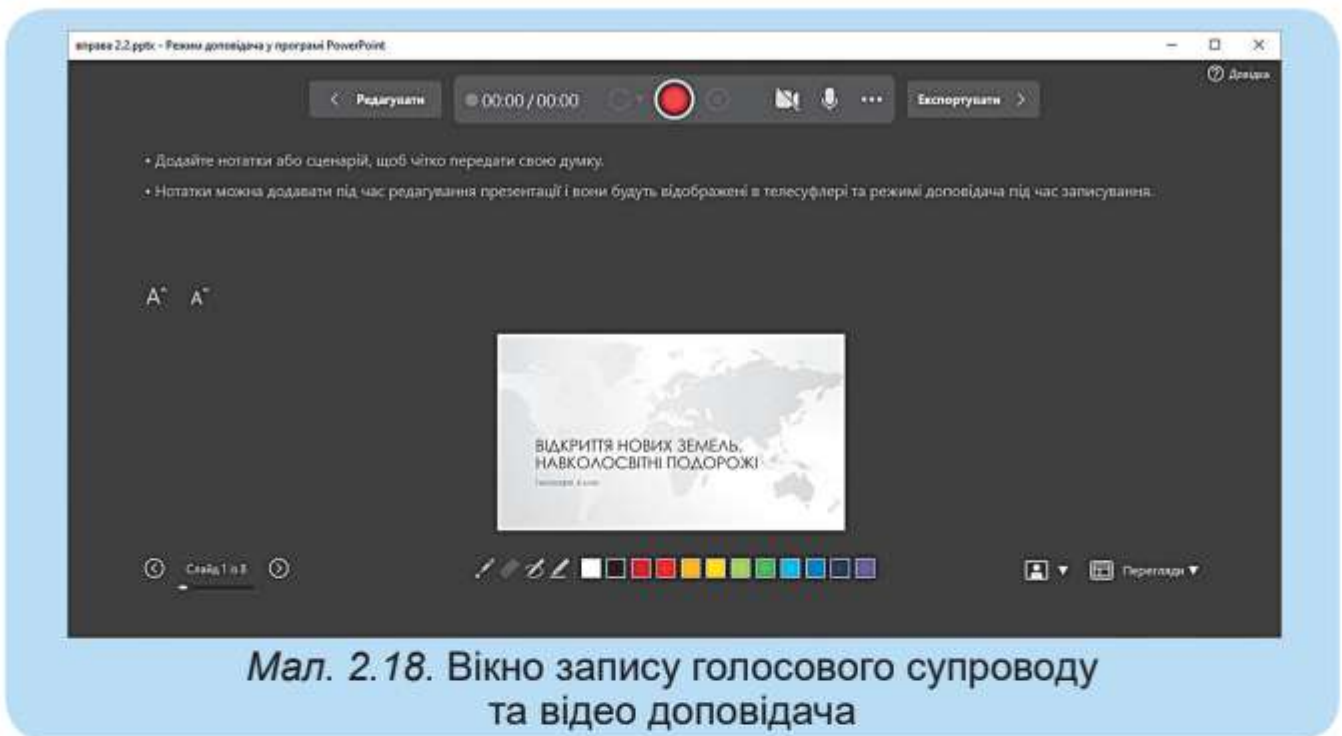 вправа 2.2.pptx - Режим доповідача у програмі PowerPoint
Довідка
Редагувати
00:00 / 00:00
Експортувати
• Додайте нотатки або сценарій, щоб чітко передати свою думку.
• Нотатки можна додавати під час редагування презентації і вони будуть відображені в телесуфлері та режимі доповідача під час записування.
A^ A˅
ВІДКРИТТЯ НОВИХ ЗЕМЕЛЬ.
НАВКОЛОСВІТНІ ПОДОРОЖІ
Слайд 1 із 8
Перегляди
Мал. 2.18. Вікно запису голосового супроводу
та відео доповідача